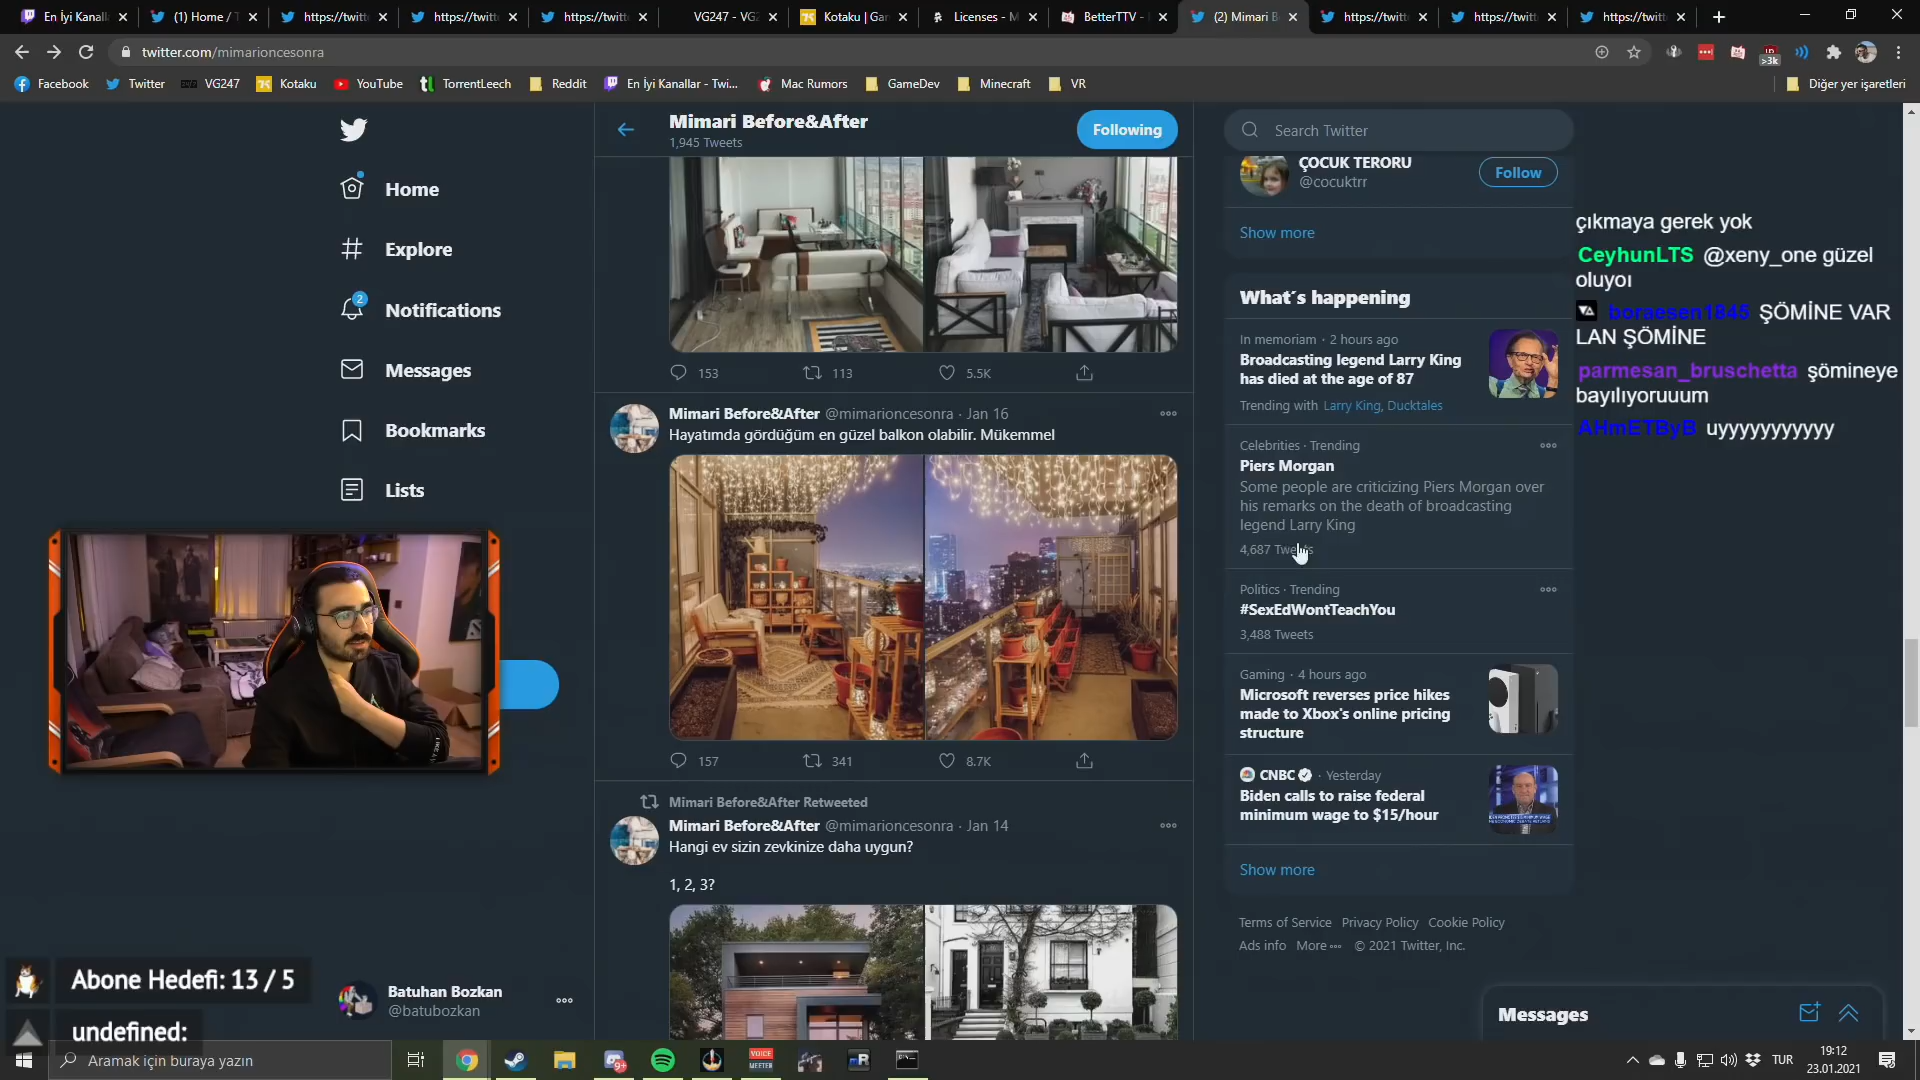 En İyi Kanall
(1) Home / T
https://twitt
https://twitt
https://twitt
VG247 - VG
Kotaku | Gar
Licenses - M
BetterTTV -
(2) Mimari B
https://twitt
https://twitt
https://twitt
twitter.com/mimarioncesonra
>3k
Facebook
Twitter
VG247
Kotaku
YouTube
TorrentLeech
Reddit
En İyi Kanallar - Twi...
Mac Rumors
GameDev
Minecraft
VR
Diğer yer işaretleri
Home
Explore
2
Notifications
Messages
Bookmarks
Lists
Batuhan Bozkan
@batubozkan
Abone Hedefi: 13 / 5
undefined:
Mimari Before&After
1,945 Tweets
Following
153
113
5.5K
Mimari Before&After @mimarioncesonra · Jan 16
Hayatımda gördüğüm en güzel balkon olabilir. Mükemmel
157
341
8.7K
Mimari Before&After Retweeted
Mimari Before&After @mimarioncesonra · Jan 14
Hangi ev sizin zevkinize daha uygun?
1, 2, 3?
Search Twitter
ÇOCUK TERÖRÜ
@cocuktrr
Follow
Show more
What's happening
In memoriam · 2 hours ago
Broadcasting legend Larry King
has died at the age of 87
Trending with Larry King, Ducktales
Celebrities · Trending
Piers Morgan
Some people are criticizing Piers Morgan over
his remarks on the death of broadcasting
legend Larry King
4,687 Tweets
Politics · Trending
#SexEdWontTeachYou
3,488 Tweets
Gaming · 4 hours ago
Microsoft reverses price hikes
made to Xbox's online pricing
structure
CNBC · Yesterday
Biden calls to raise federal
minimum wage to $15/hour
Show more
Terms of Service Privacy Policy Cookie Policy
Ads info More © 2021 Twitter, Inc.
Messages
çıkmaya gerek yok
CeyhunLTS @xeny_one güzel
oluyoı
boraesen1845 ŞÖMİNE VAR
LAN ŞÖMİNE
parmesan_bruschetta şömineye
bayılıyoruuum
AHmETByB uyyyyyyyyyy
Aramak için buraya yazın
9+
VOICE
MEETER
TUR
19:12
23.01.2021